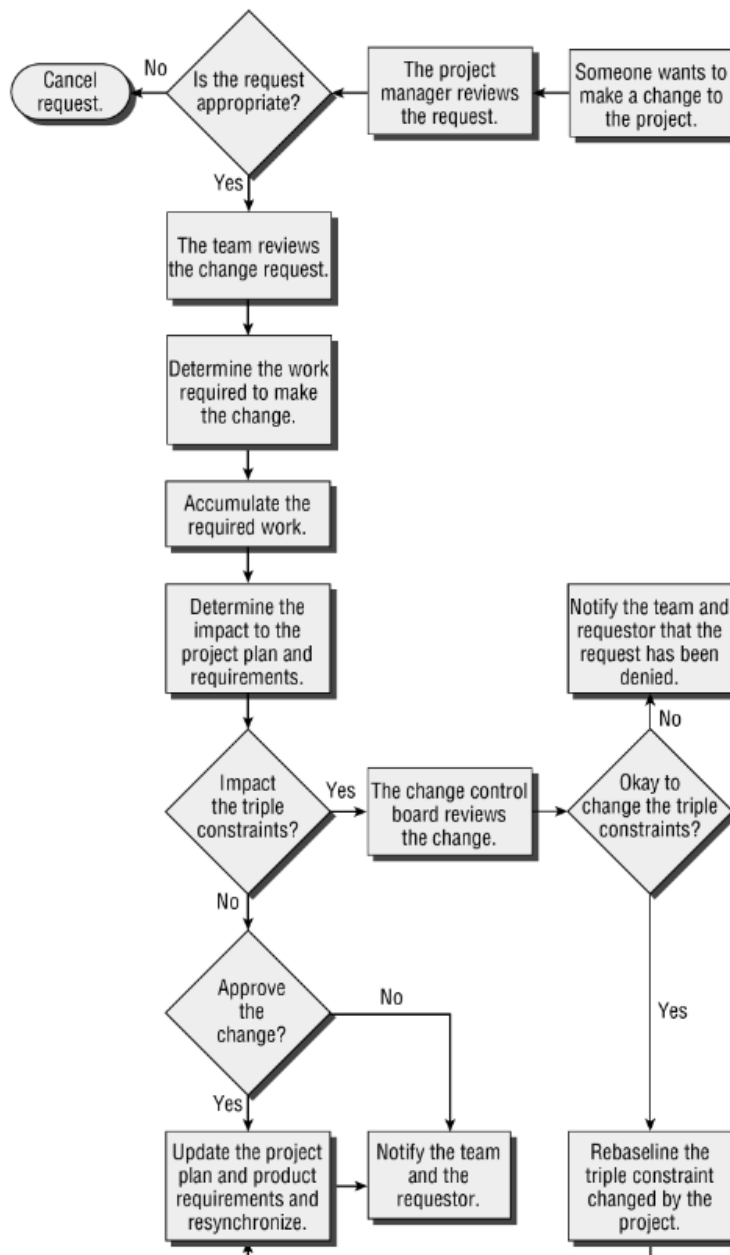 Someone wants to
make a change to
the project.
The project
manager reviews
the request.
Is the request
appropriate?
No
Cancel
request.
Yes
The team reviews
the change request.
Determine the work
required to make
the change.
Accumulate the
required work.
Determine the
impact to the
project plan and
requirements.
Impact
the triple
constraints?
Yes
The change control
board reviews
the change.
Okay to
change the triple
constraints?
No
Notify the team and
requestor that the
request has been
denied.
Yes
Rebaseline the
triple constraint
changed by the
project.
No
Approve
the
change?
No
Yes
Update the project
plan and product
requirements and
resynchronize.
Notify the team
and the
requestor.